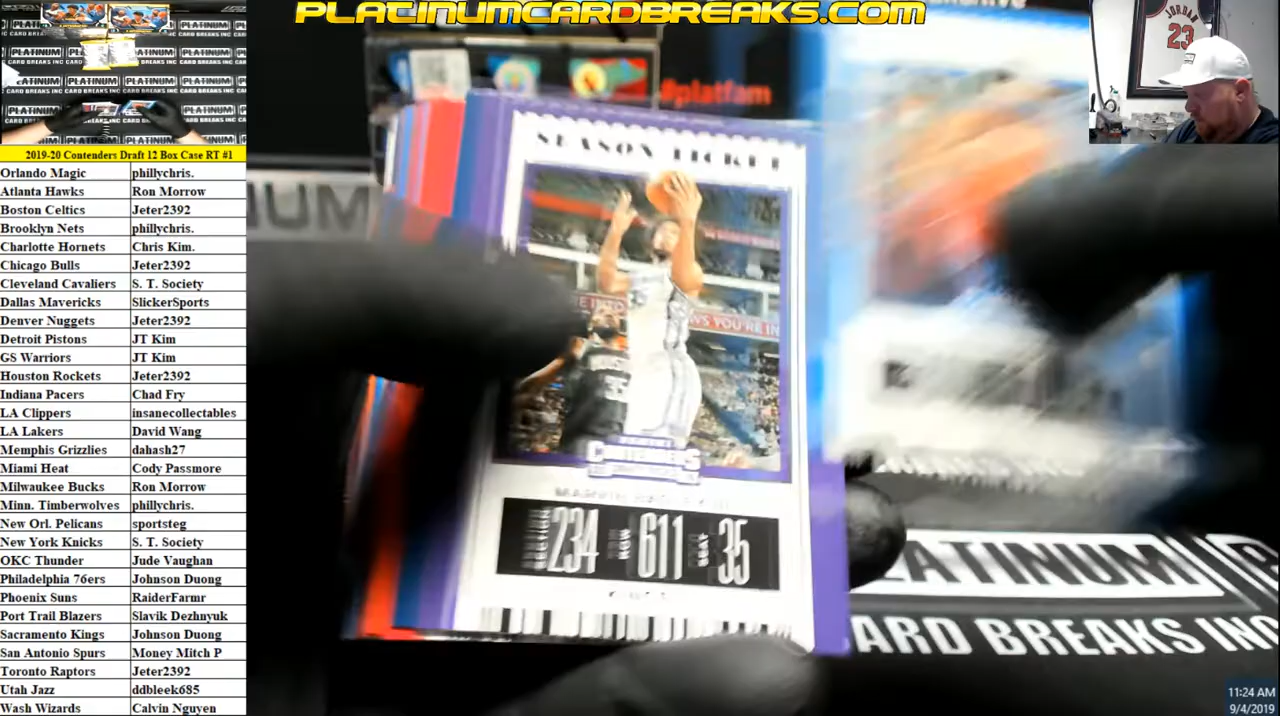 PLATINUMCARDBREAKS.COM
JORDAN
23
#platfam
PLATINUM
CARD BREAKS INC
2019-20 Contenders Draft 12 Box Case RT #1
Orlando Magic phillychris.
Atlanta Hawks Ron Morrow
Boston Celtics Jeter2392
Brooklyn Nets phillychris.
Charlotte Hornets Chris Kim.
Chicago Bulls Jeter2392
Cleveland Cavaliers S. T. Society
Dallas Mavericks SlickerSports
Denver Nuggets Jeter2392
Detroit Pistons JT Kim
GS Warriors JT Kim
Houston Rockets Jeter2392
Indiana Pacers Chad Fry
LA Clippers insanecollectables
LA Lakers David Wang
Memphis Grizzlies dahash27
Miami Heat Cody Passmore
Milwaukee Bucks Ron Morrow
Minn. Timberwolves phillychris.
New Orl. Pelicans sportsteg
New York Knicks S. T. Society
OKC Thunder Jude Vaughan
Philadelphia 76ers Johnson Duong
Phoenix Suns RaiderFarmr
Port Trail Blazers Slavik Dezhnyuk
Sacramento Kings Johnson Duong
San Antonio Spurs Money Mitch P
Toronto Raptors Jeter2392
Utah Jazz ddbleek685
Wash Wizards Calvin Nguyen
SEASON TICKET
234 611 35
PLATINUM
CARD BREAKS INC
11:24 AM
9/4/2019